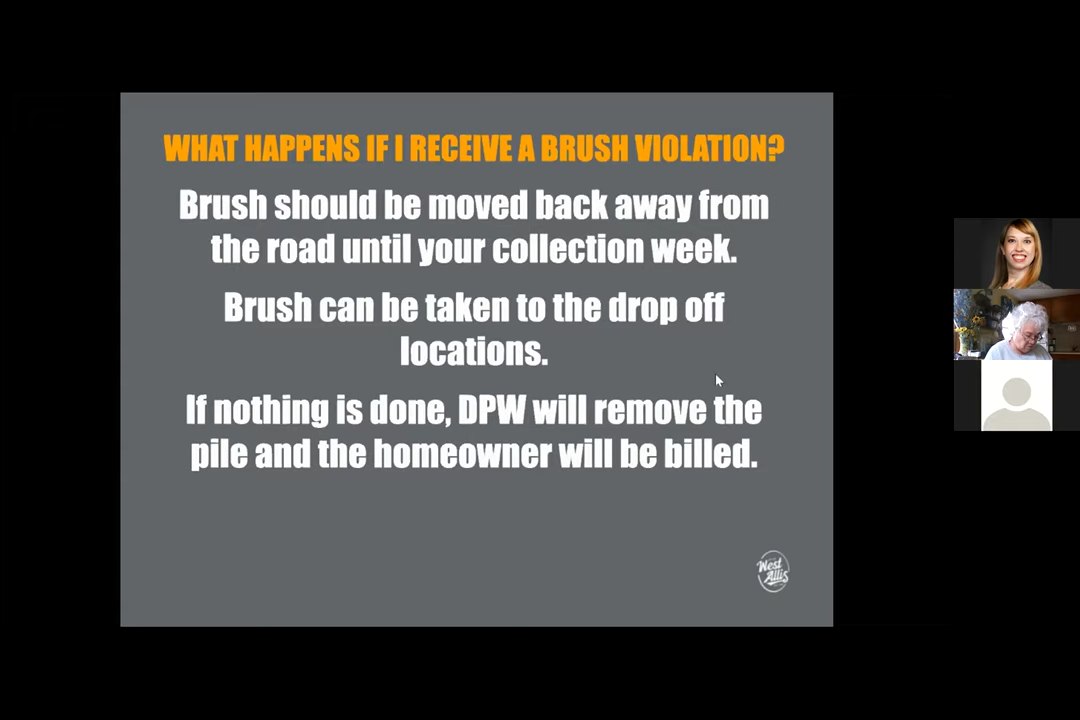 WHAT HAPPENS IF I RECEIVE A BRUSH VIOLATION?
Brush should be moved back away from
the road until your collection week.
Brush can be taken to the drop off
locations.
If nothing is done, DPW will remove the
pile and the homeowner will be billed.
West
Allis